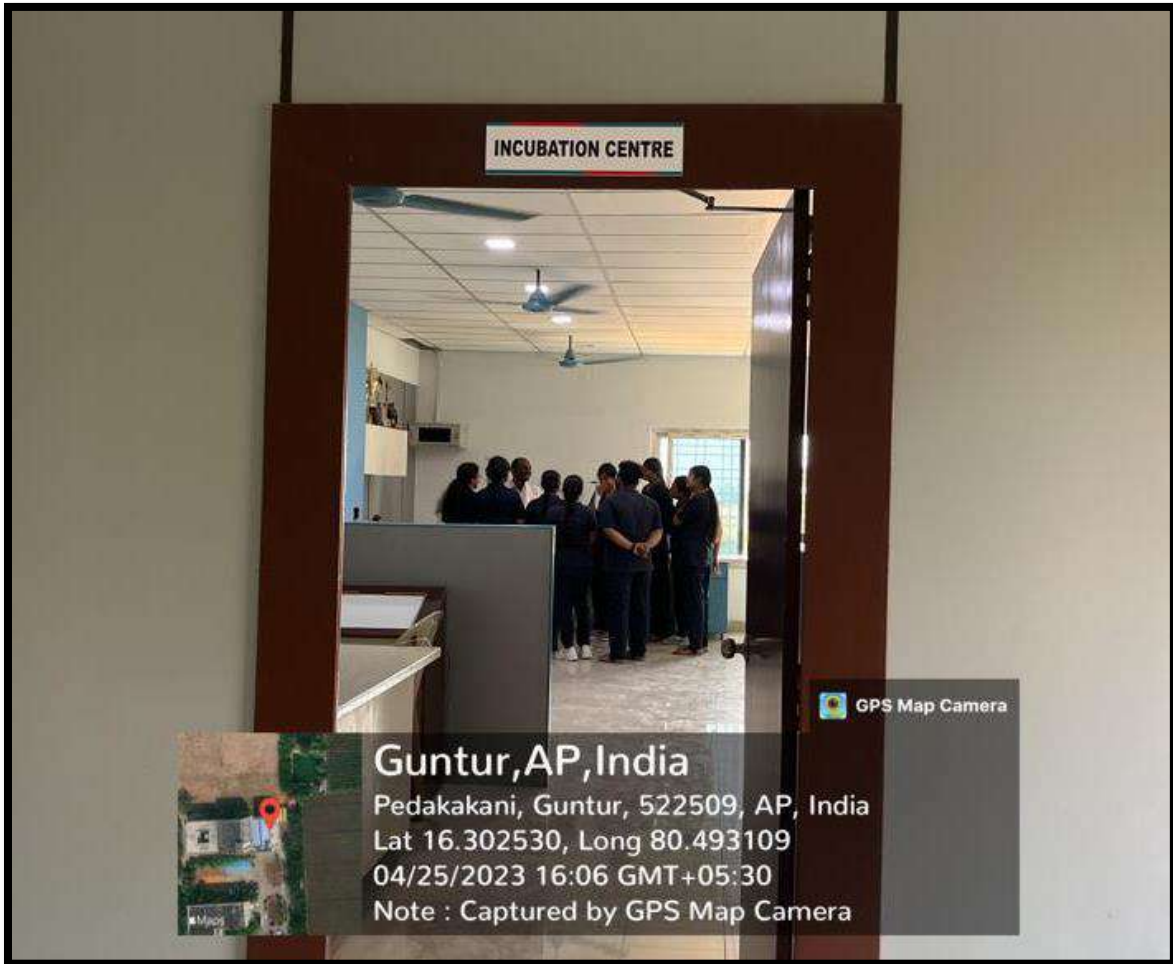 INCUBATION CENTRE
GPS Map Camera
Guntur,AP,India
Pedakakani, Guntur, 522509, AP, India
Lat 16.302530, Long 80.493109
04/25/2023 16:06 GMT+05:30
Note : Captured by GPS Map Camera
Maps